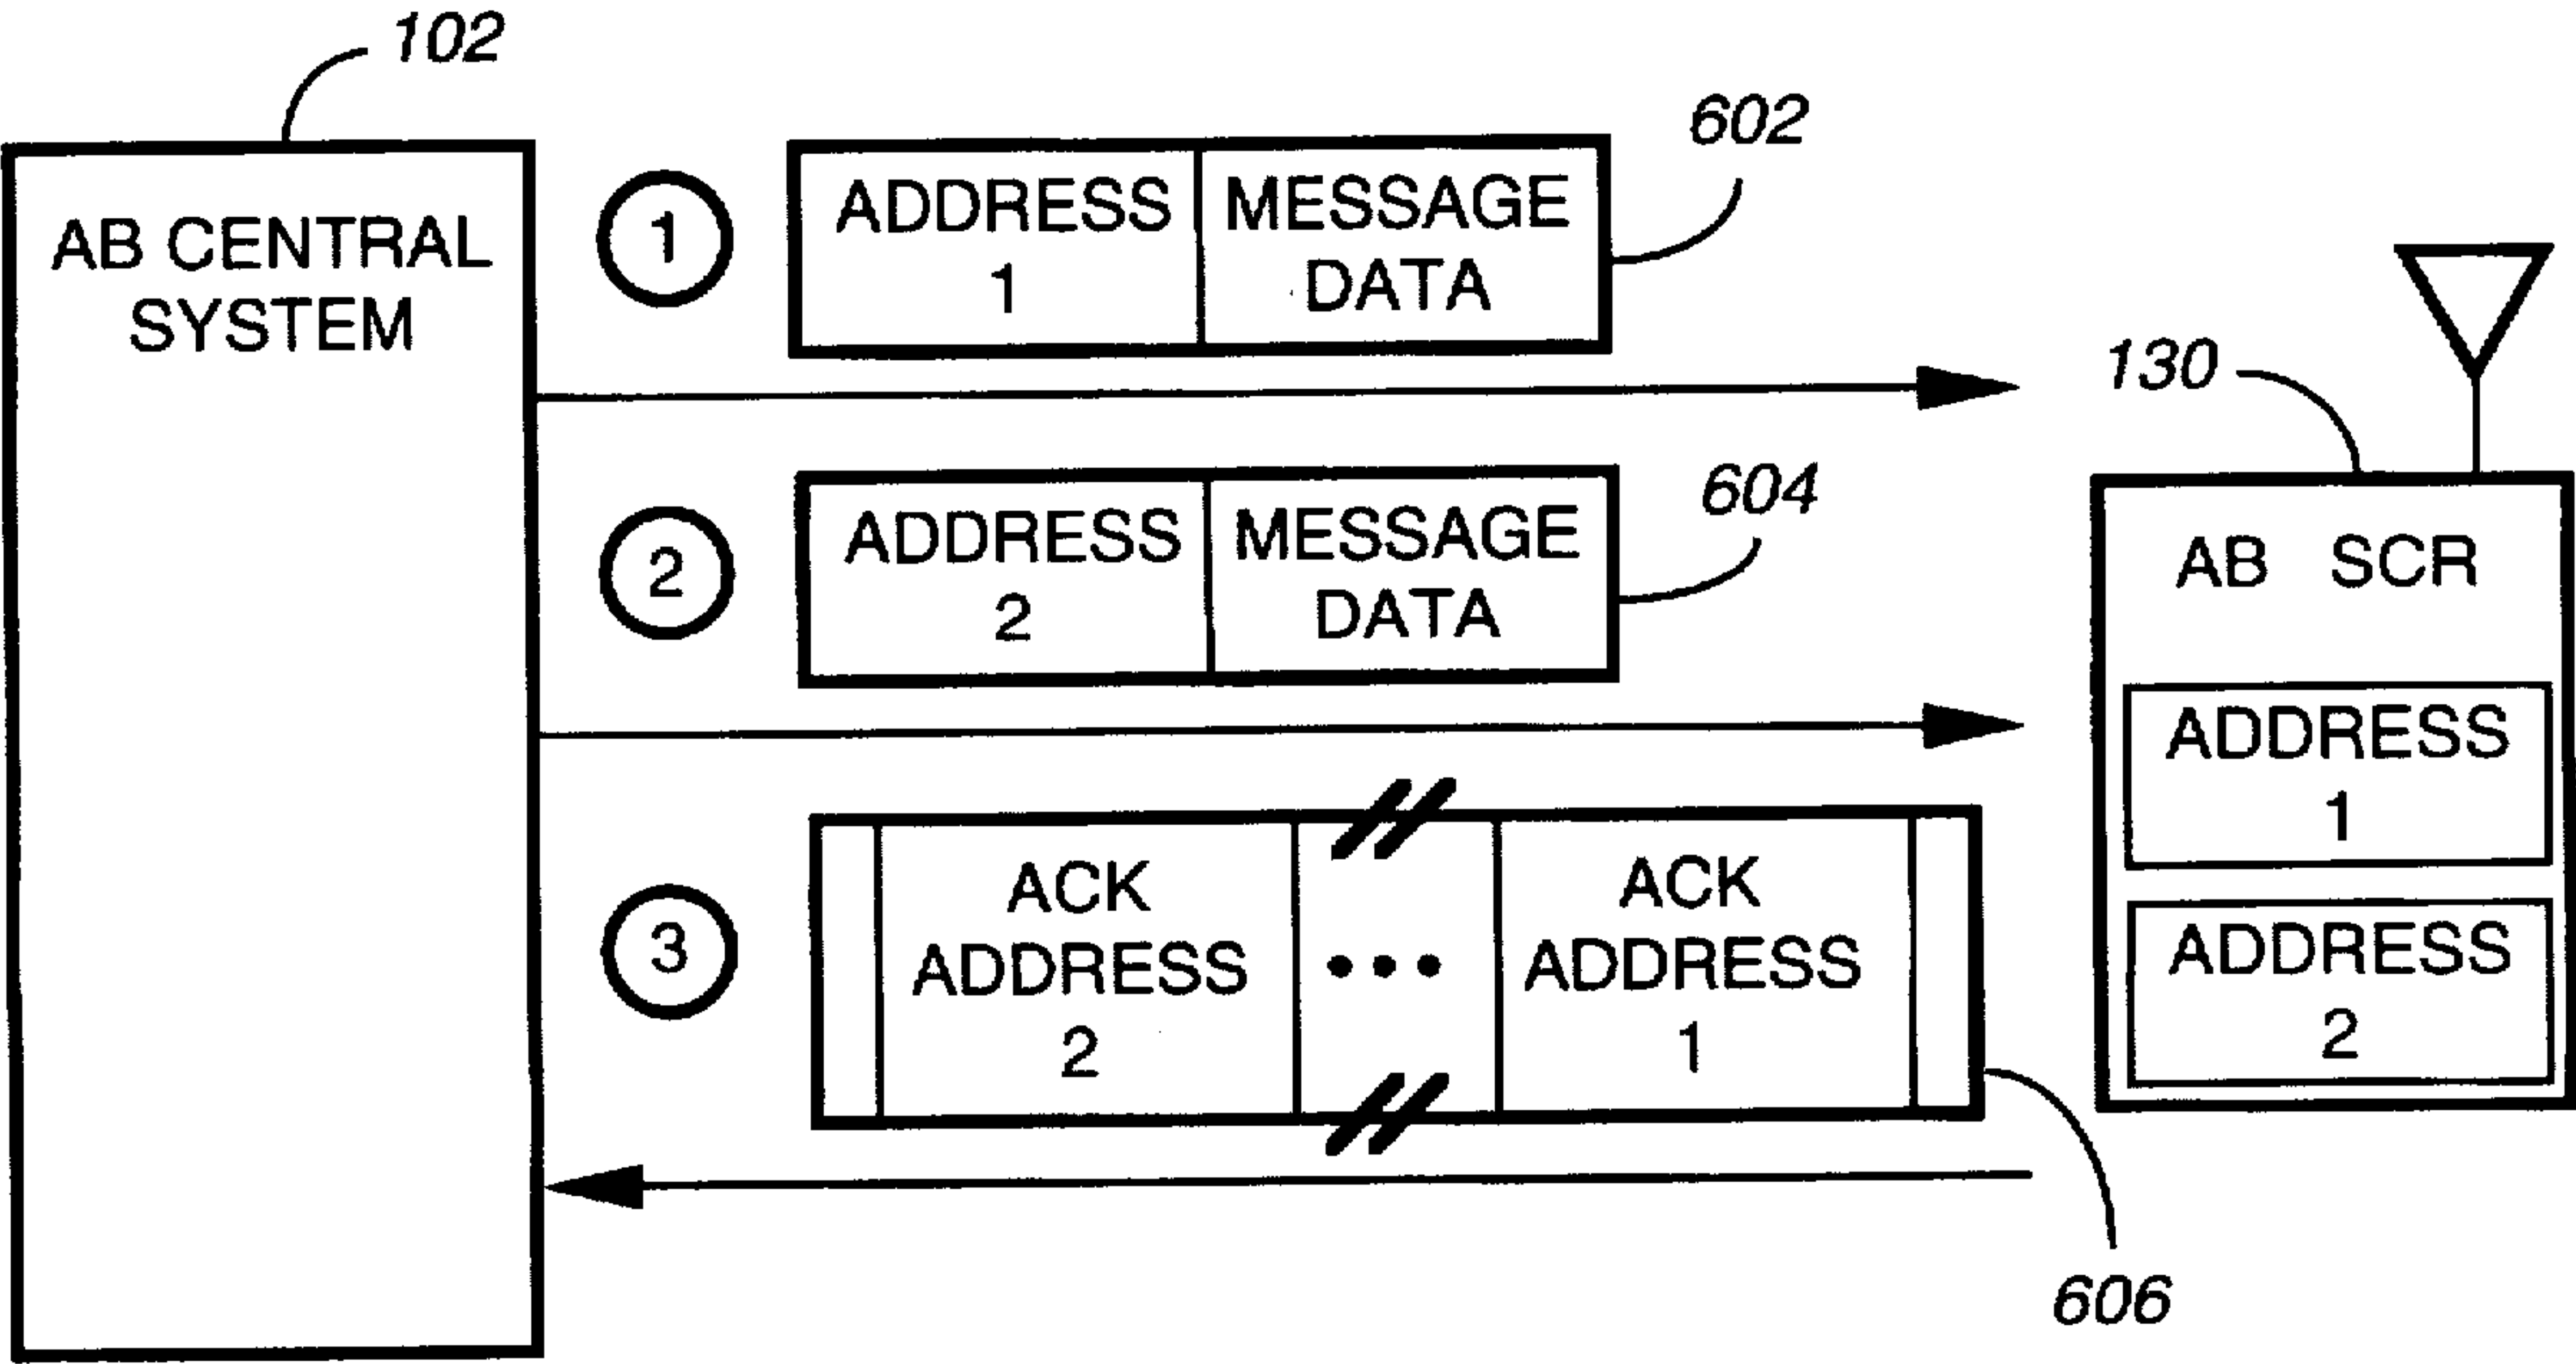 102
AB CENTRAL
SYSTEM
1
ADDRESS
1
MESSAGE
DATA
602
2
ADDRESS
2
MESSAGE
DATA
604
3
ACK
ADDRESS
2
•••
ACK
ADDRESS
1
606
130
AB SCR
ADDRESS
1
ADDRESS
2